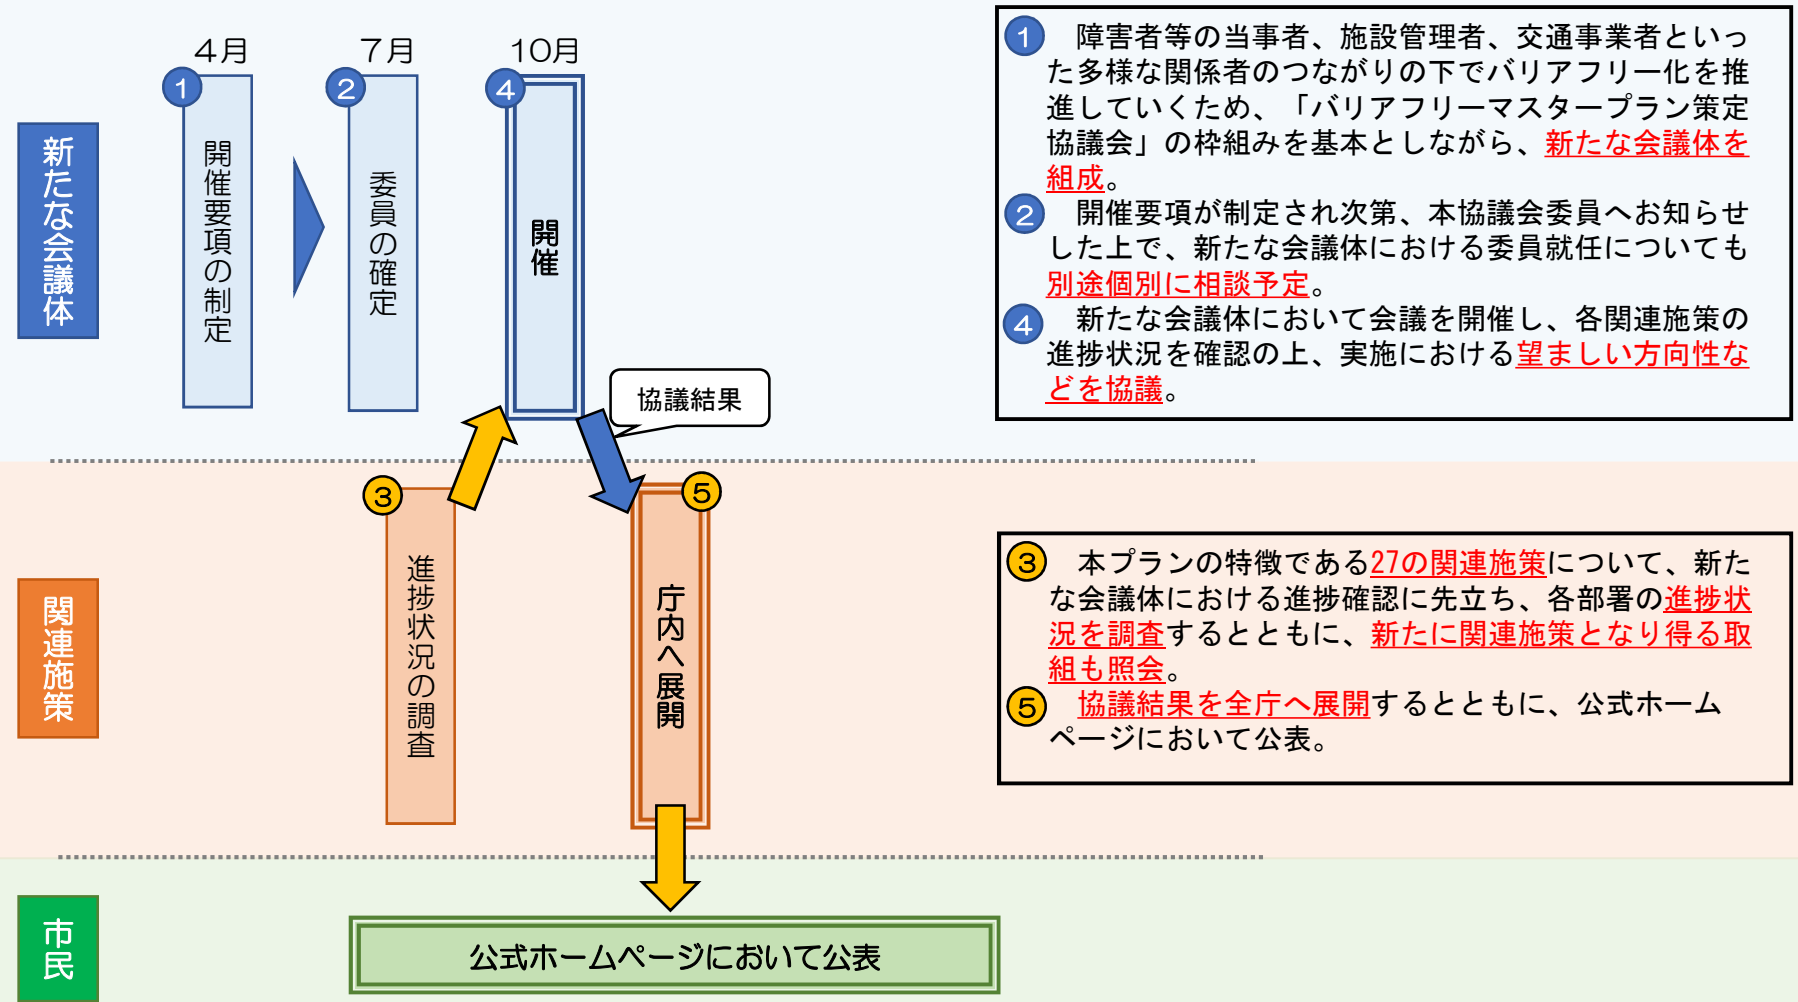 4月
7月
10月
新たな会議体
①
開催要項の制定
②
委員の確定
④
開催
協議結果
① 障害者等の当事者、施設管理者、交通事業者といっ
た多様な関係者のつながりの下でバリアフリー化を推
進していくため、「バリアフリーマスタープラン策定
協議会」の枠組みを基本としながら、新たな会議体を
組成。
② 開催要項が制定され次第、本協議会委員へお知らせ
した上で、新たな会議体における委員就任についても
別途個別に相談予定。
④ 新たな会議体において会議を開催し、各関連施策の
進捗状況を確認の上、実施における望ましい方向性な
どを協議。
関連施策
③
進捗状況の調査
⑤
庁内へ展開
③ 本プランの特徴である27の関連施策について、新た
な会議体における進捗確認に先立ち、各部署の進捗状
況を調査するとともに、新たに関連施策となり得る取
組も照会。
⑤ 協議結果を全庁へ展開するとともに、公式ホーム
ページにおいて公表。
市民
公式ホームページにおいて公表